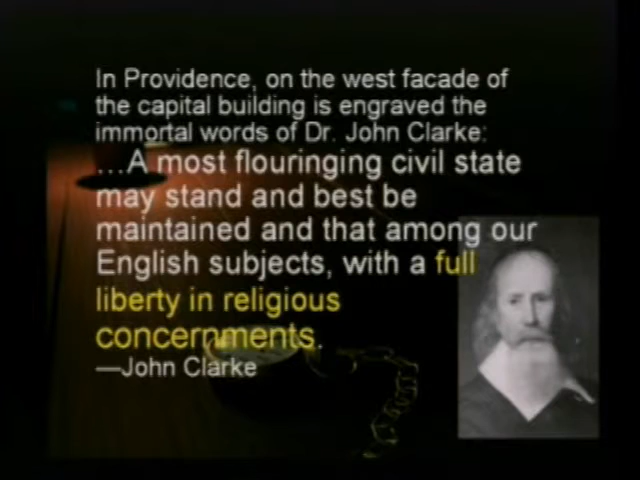 In Providence, on the west facade of
the capital building is engraved the
immortal words of Dr. John Clarke:
...A most flouringing civil state
may stand and best be
maintained and that among our
English subjects, with a full
liberty in religious
concernments.
—John Clarke